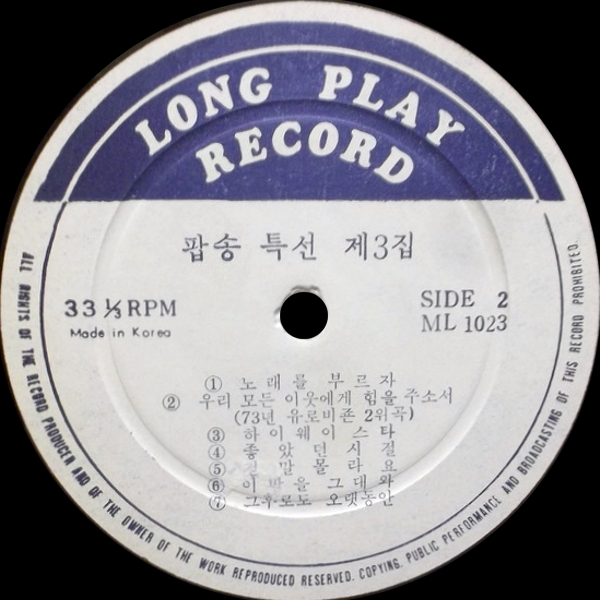 LONG PLAY
RECORD
팝송 특선 제3집
33 ⅓ RPM
Made in Korea
SIDE 2
ML 1023
① 노래를 부르자
② 우리 모든 이웃에게 힘을 주소서
(73년 유로비죤 2위곡)
③ 하이웨이스타
④ 좋았던시절
⑤ 정말몰라요
⑥ 이밤을그대와
⑦ 그후로도 오랫동안
ALL RIGHTS OF THE RECORD PRODUCER AND OF THE OWNER OF THE WORK REPRODUCED RESERVED. COPYING, PUBLIC PERFORMANCE AND BROADCASTING OF THIS RECORD PROHIBITED.